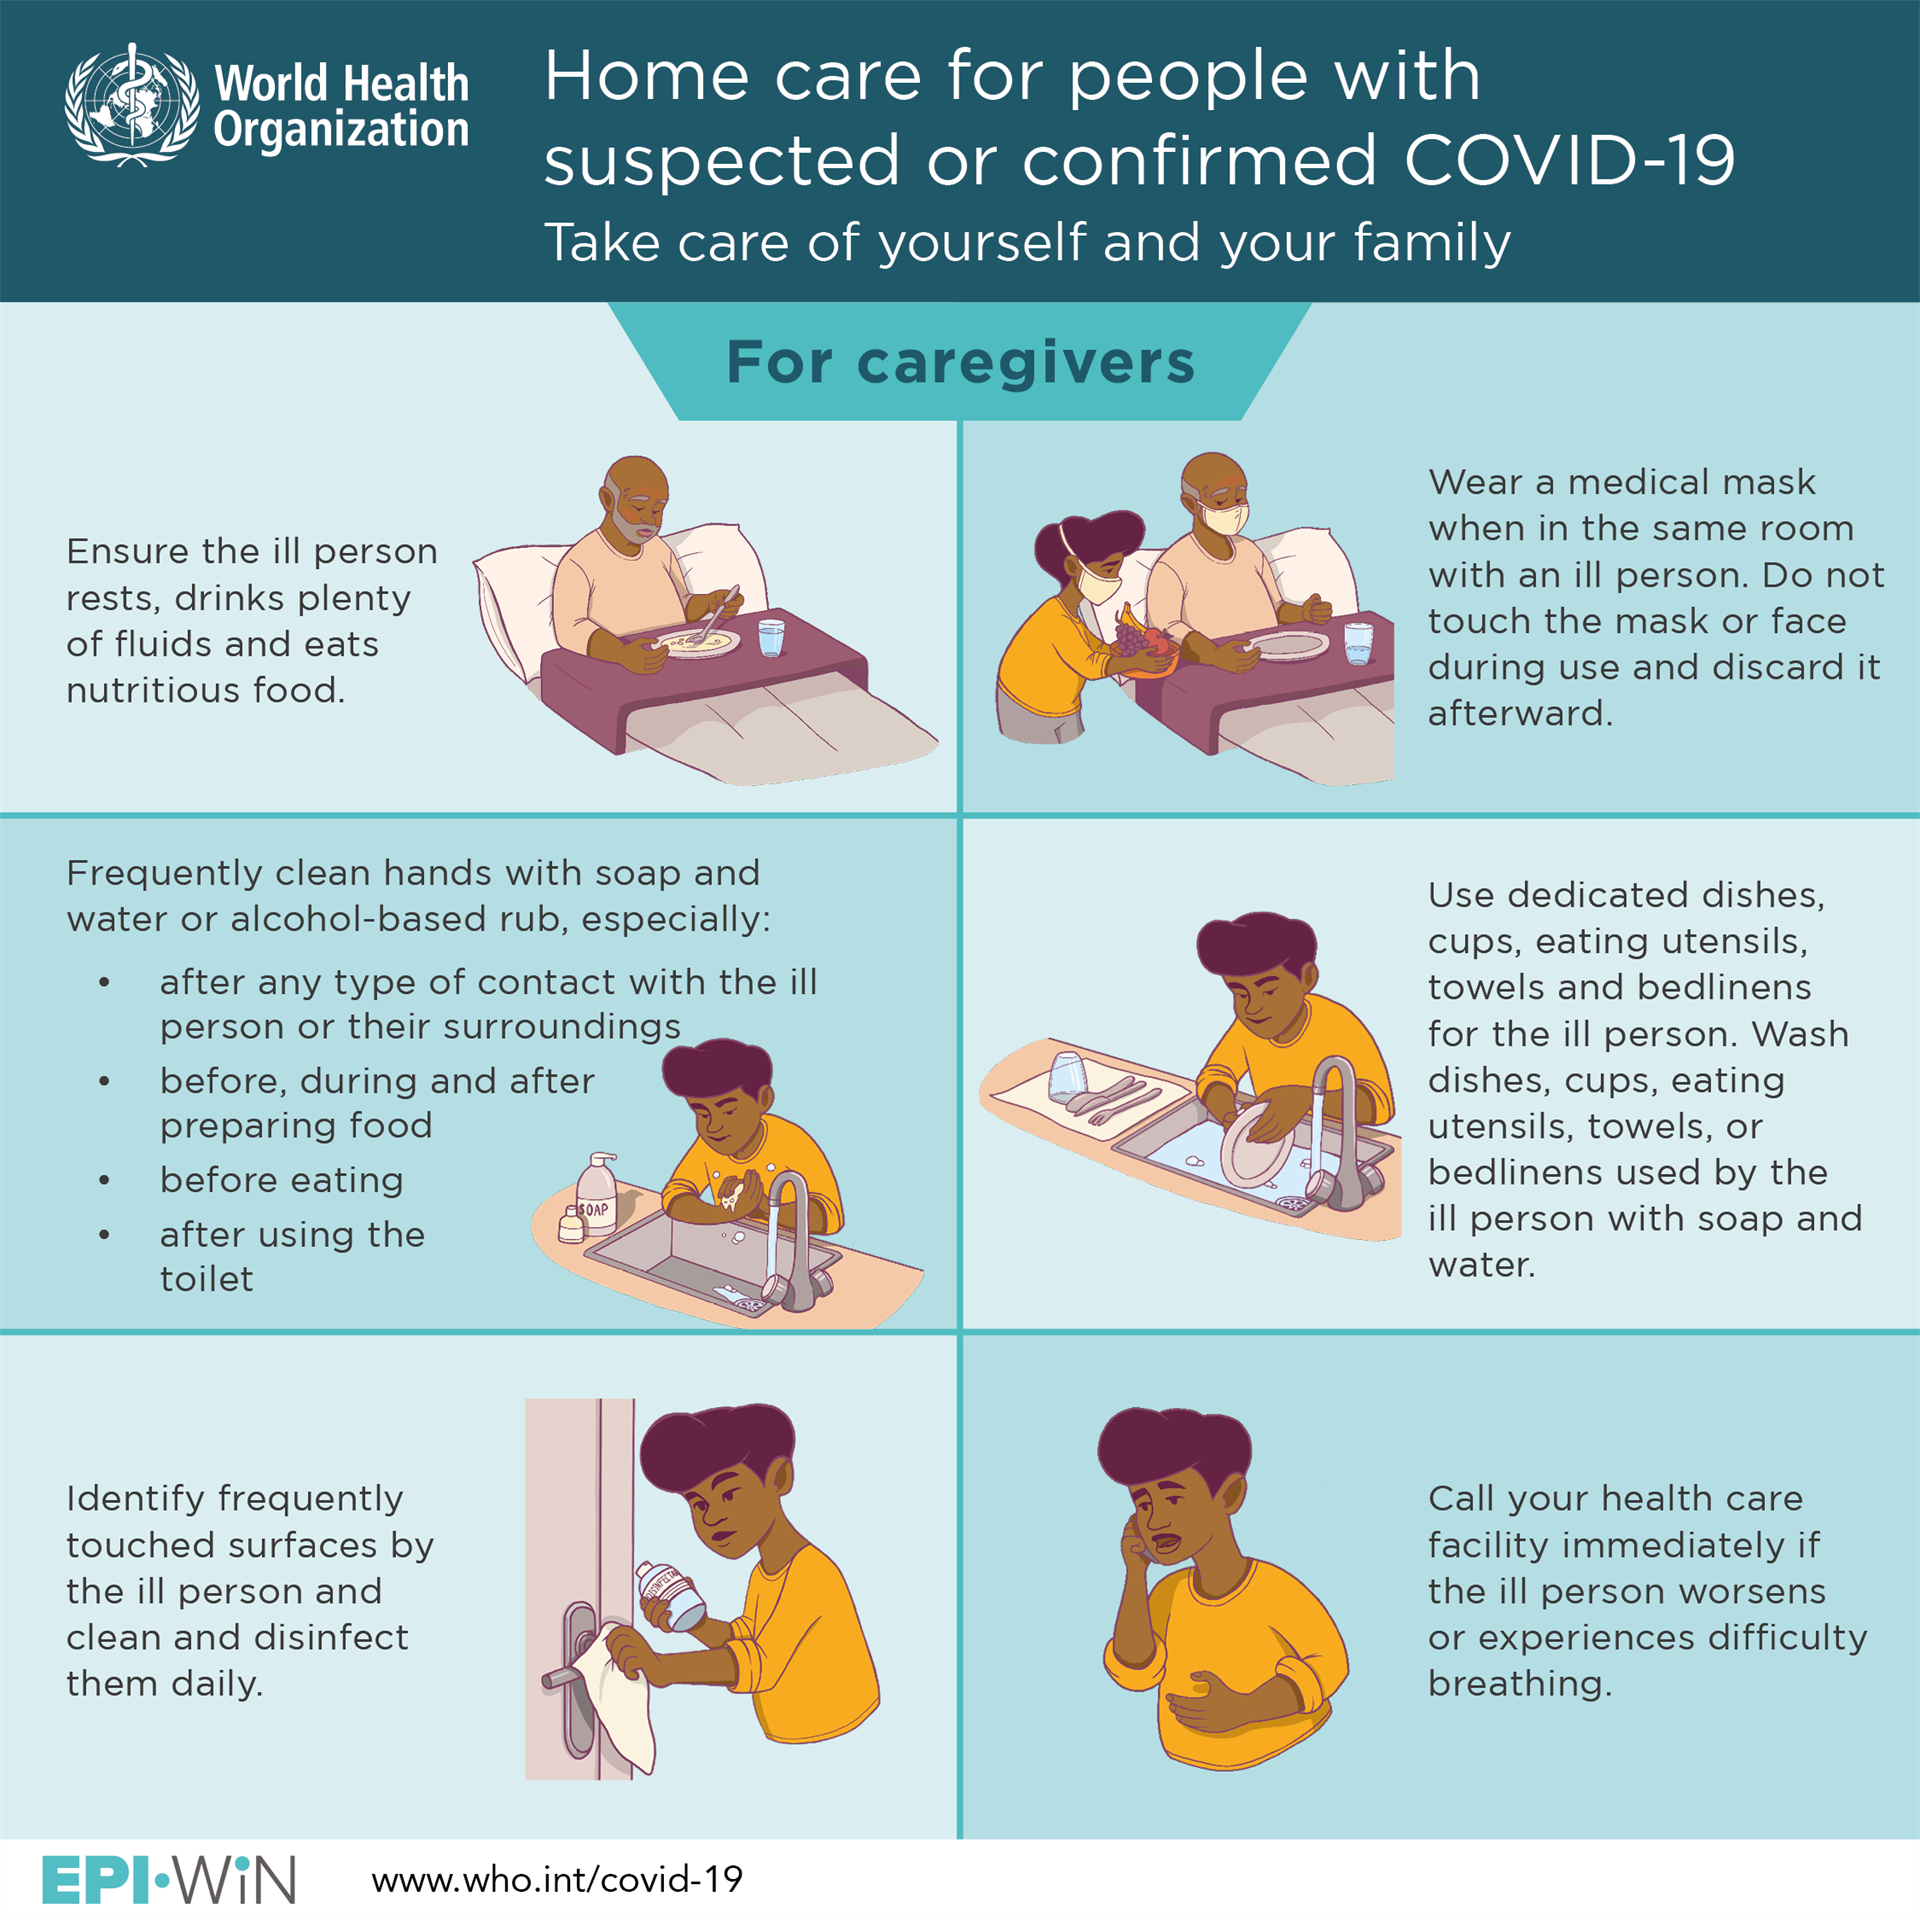 World Health
Organization
Home care for people with
suspected or confirmed COVID-19
Take care of yourself and your family
For caregivers
Ensure the ill person
rests, drinks plenty
of fluids and eats
nutritious food.
Wear a medical mask
when in the same room
with an ill person. Do not
touch the mask or face
during use and discard it
afterward.
Frequently clean hands with soap and
water or alcohol-based rub, especially:
• after any type of contact with the ill
person or their surroundings
• before, during and after
preparing food
• before eating
• after using the
toilet
SOAP
Use dedicated dishes,
cups, eating utensils,
towels and bedlinens
for the ill person. Wash
dishes, cups, eating
utensils, towels, or
bedlinens used by the
ill person with soap and
water.
Identify frequently
touched surfaces by
the ill person and
clean and disinfect
them daily.
Call your health care
facility immediately if
the ill person worsens
or experiences difficulty
breathing.
EPI•WiN
www.who.int/covid-19